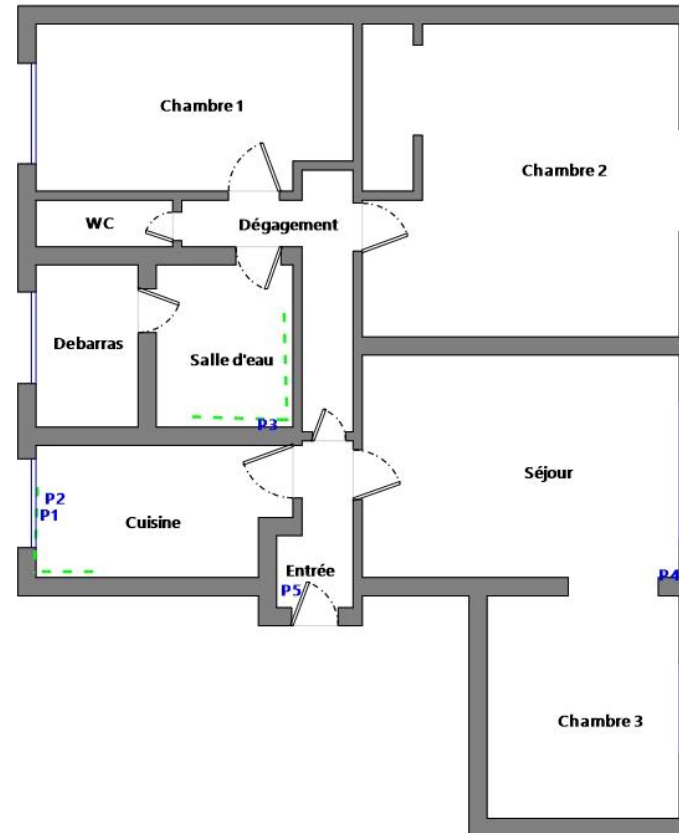 Chambre 1
Chambre 2
WC
Dégagement
Debarras
Salle d'eau
P3
Séjour
P2
P1
Cuisine
Entrée
P5
P4
Chambre 3